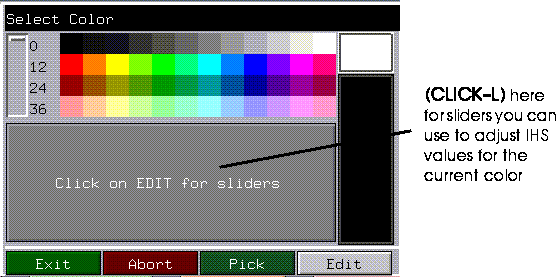 Select Color
0
12
24
36
Click on EDIT for sliders
Exit Abort Pick Edit
(CLICK-L) here
for sliders you can
use to adjust IHS
values for the
current color